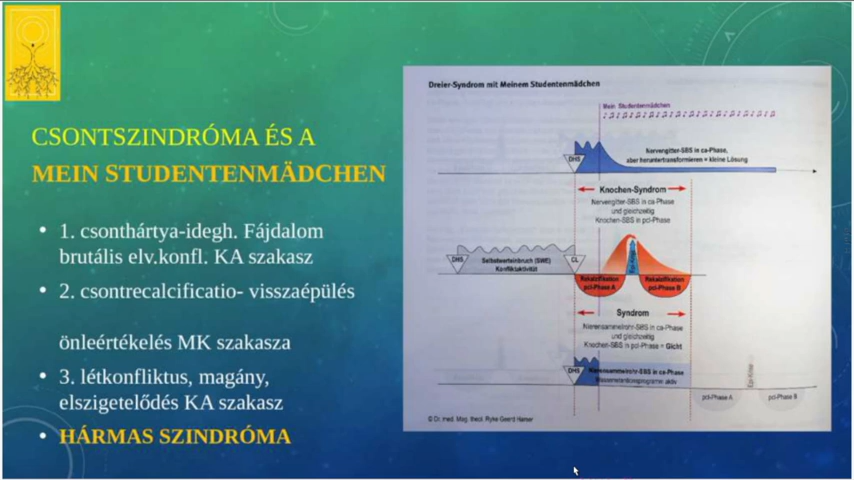 CSONTSZINDRÓMA ÉS A
MEIN STUDENTENMÄDCHEN
• 1. csonthártya-idegh. Fájdalom
brutális elv.konfl. KA szakasz
• 2. csontrecalcificatio- visszaépülés
önleértékelés MK szakasza
• 3. létkonfliktus, magány,
elszigetelődés KA szakasz
• HÁRMAS SZINDRÓMA
Dreier-Syndrom mit Meinem Studentenmädchen
Mein Studentenmädchen
DHS
Nervengitter-SBS in ca-Phase,
aber heruntertransformieren = kleine Lösung
Knochen-Syndrom
Nervengitter-SBS in ca-Phase
und gleichzeitig
Knochen-SBS in pcl-Phase
DHS
Selbstwerteinbruch (SWE)
Konfliktaktivität
CL
Rekalzifikation
pcl-Phase A
Rekalzifikation
pcl-Phase B
Syndrom
Nierensammelrohr-SBS in ca-Phase
und gleichzeitig
Knochen-SBS in pcl-Phase = Gicht
DHS
Nierensammelrohr-SBS in ca-Phase
pcl-Phase A
pcl-Phase B
© Dr. med. Mag. theol. Ryke Geerd Hamer